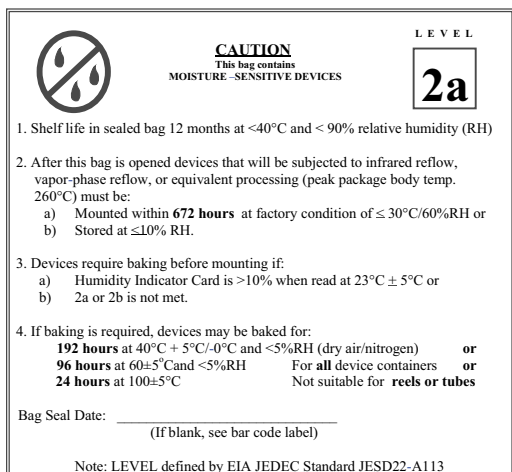 LEVEL
CAUTION
This bag contains
MOISTURE –SENSITIVE DEVICES
2a
1. Shelf life in sealed bag 12 months at <40°C and < 90% relative humidity (RH)
2. After this bag is opened devices that will be subjected to infrared reflow,
vapor-phase reflow, or equivalent processing (peak package body temp.
260°C) must be:
a) Mounted within 672 hours at factory condition of ≤ 30°C/60%RH or
b) Stored at ≤10% RH.
3. Devices require baking before mounting if:
a) Humidity Indicator Card is >10% when read at 23°C ± 5°C or
b) 2a or 2b is not met.
4. If baking is required, devices may be baked for:
192 hours at 40°C + 5°C/-0°C and <5%RH (dry air/nitrogen) or
96 hours at 60±5°Cand <5%RH For all device containers or
24 hours at 100±5°C Not suitable for reels or tubes
Bag Seal Date: ______________________________
(If blank, see bar code label)
Note: LEVEL defined by EIA JEDEC Standard JESD22-A113